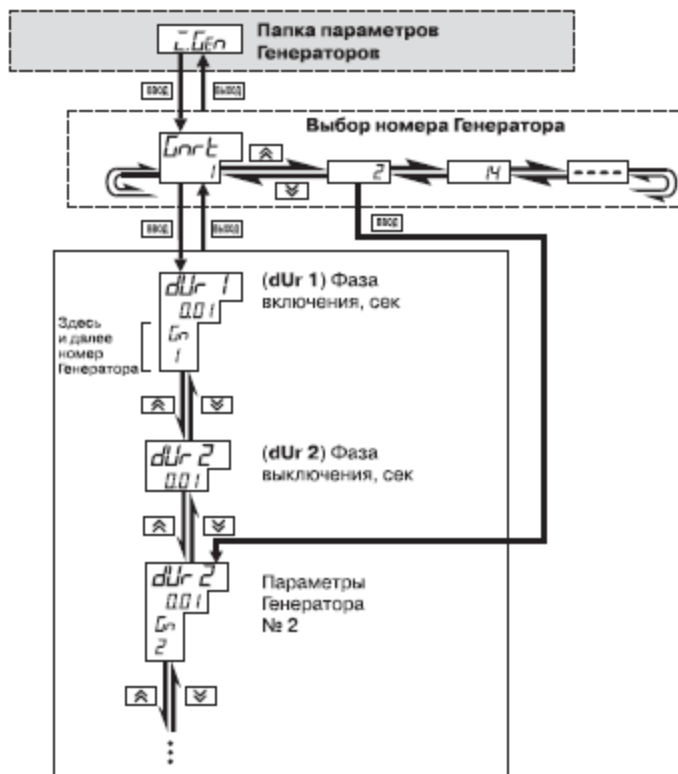 C.GEn
Папка параметров
Генераторов
ВВОД
ВЫХОД
Выбор номера Генератора
Gnrt
1
2
14
----
ВВОД
ВЫХОД
ВВОД
dUr 1
0.01
Gn
1
(dUr 1) Фаза
включения, сек
Здесь
и далее
номер
Генератора
dUr 2
0.01
(dUr 2) Фаза
выключения, сек
dUr 2
0.01
Gn
2
Параметры
Генератора
№ 2